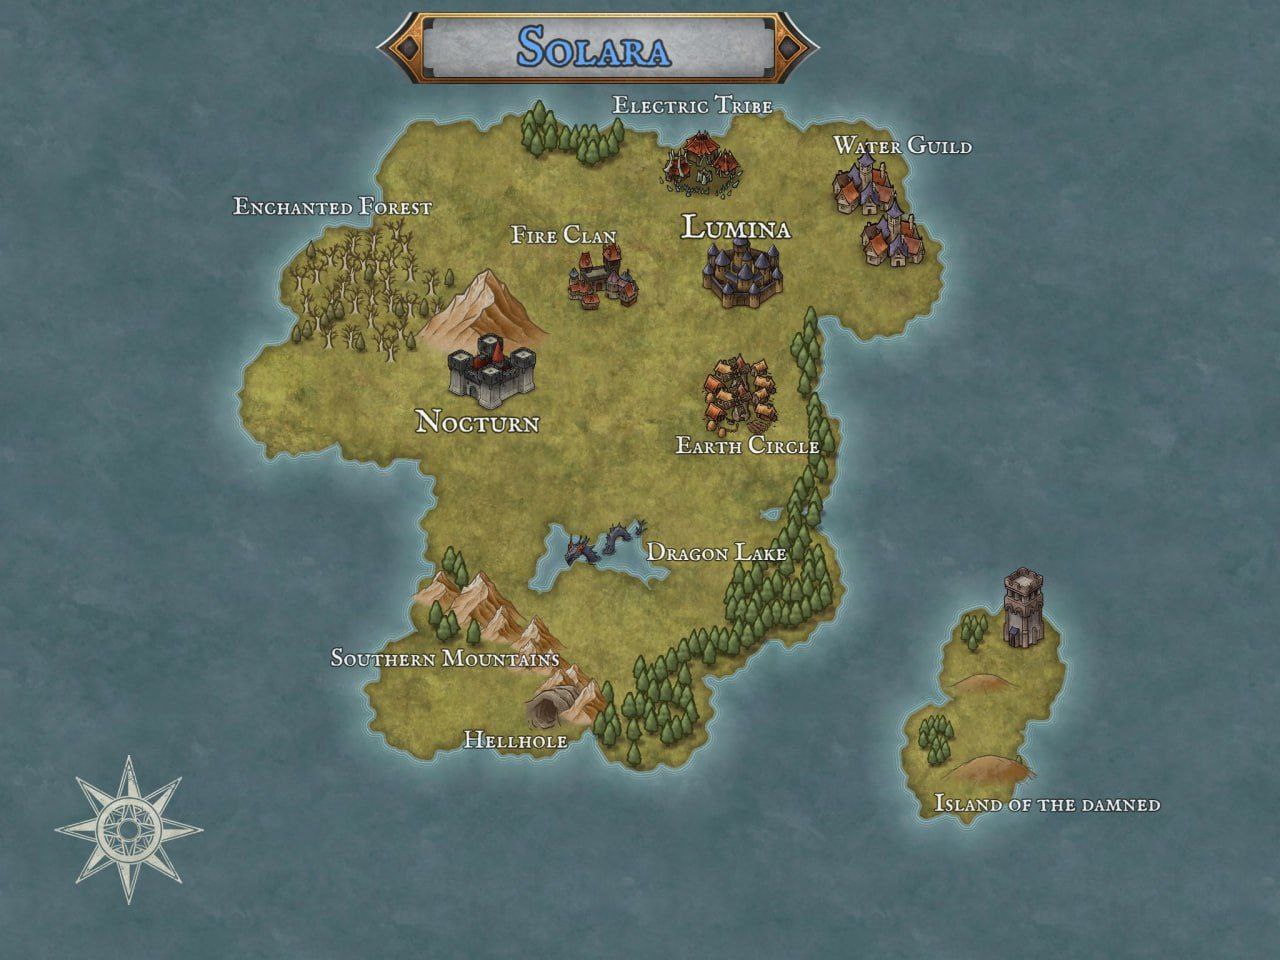 Solara
Electric Tribe
Water Guild
Enchanted Forest
Fire Clan
Lumina
Nocturn
Earth Circle
Dragon Lake
Southern Mountains
Hellhole
Island of the damned